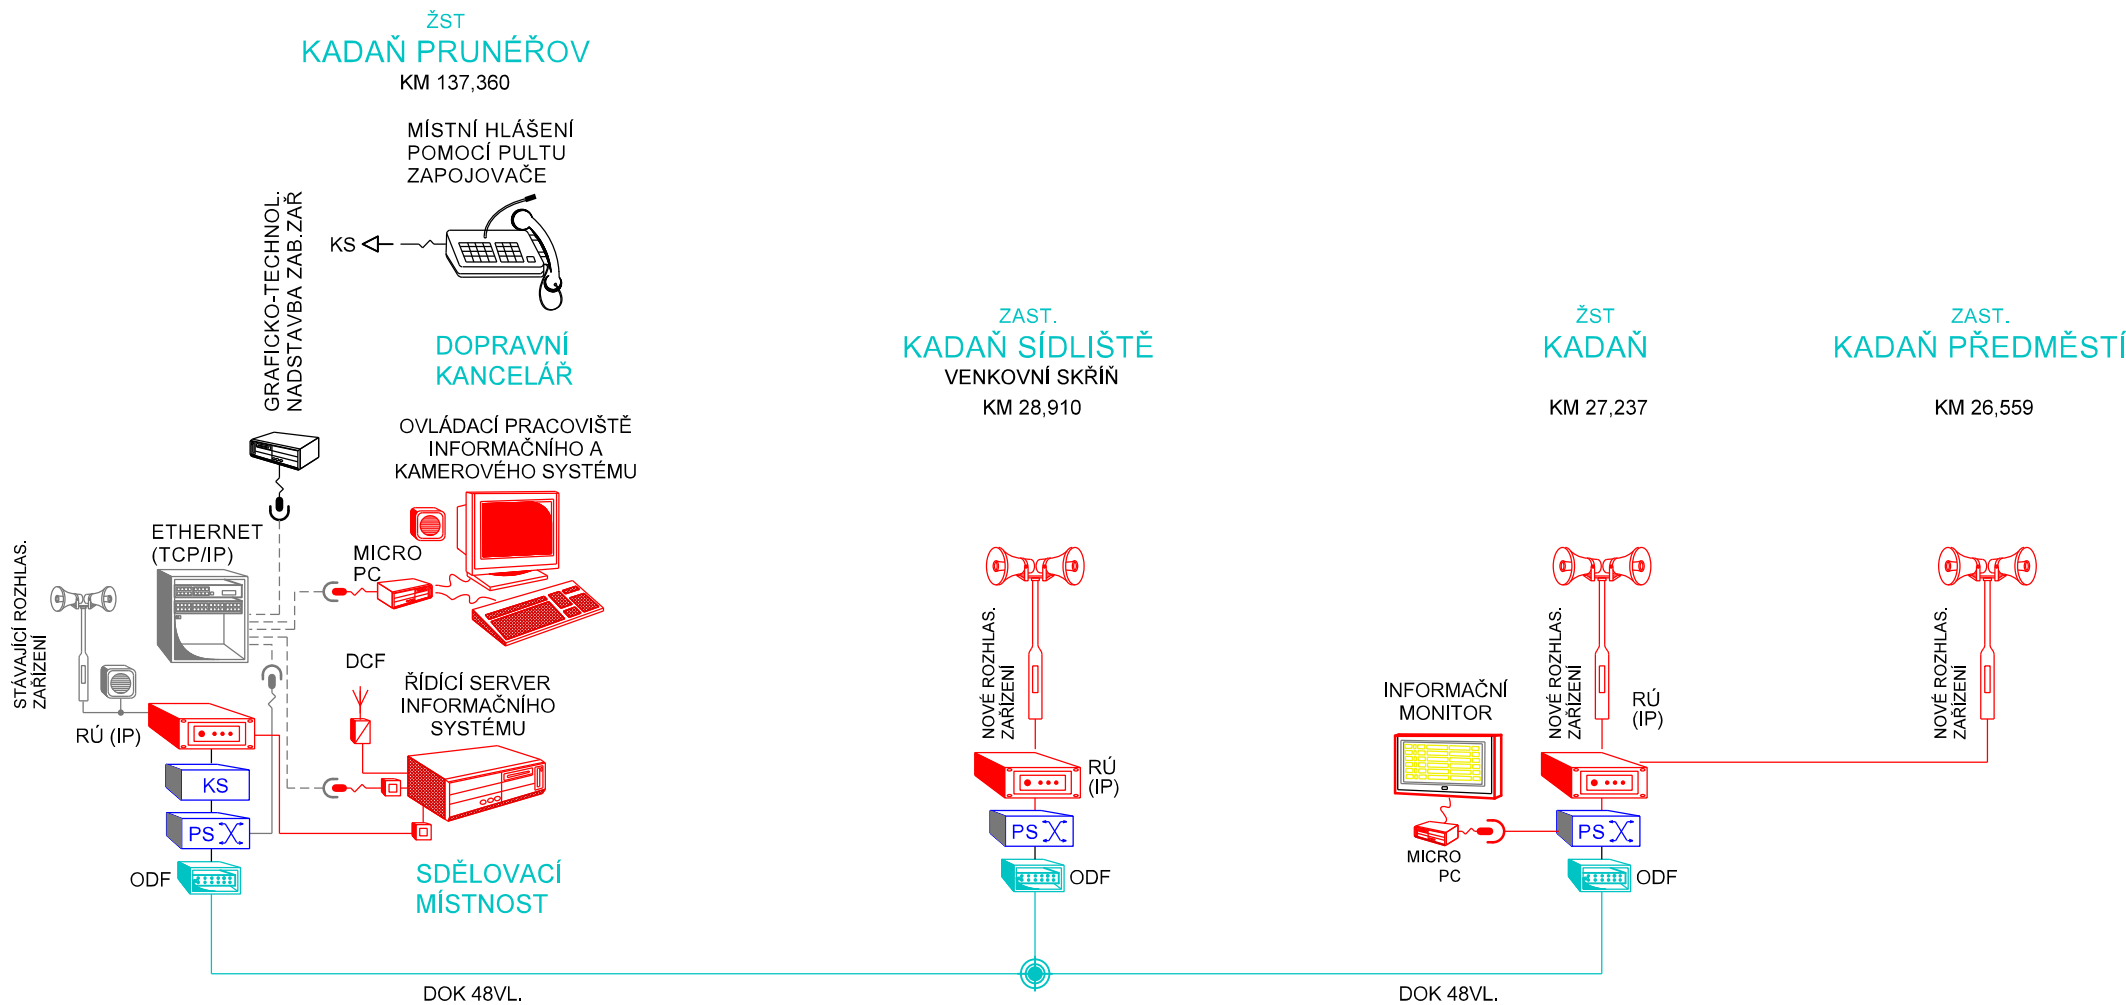 ŽST
KADAŇ PRUNÉŘOV
KM 137,360
MÍSTNÍ HLÁŠENÍ
POMOCÍ PULTU
ZAPOJOVAČE
KS
GRAFICKO-TECHNOL.
NADSTAVBA ZAB.ZAŘ
DOPRAVNÍ
KANCELÁŘ
OVLÁDACÍ PRACOVIŠTĚ
INFORMAČNÍHO A
KAMEROVÉHO SYSTÉMU
ETHERNET
(TCP/IP)
MICRO
PC
STÁVAJÍCÍ ROZHLAS.
ZAŘÍZENÍ
DCF
ŘÍDÍCÍ SERVER
INFORMAČNÍHO
SYSTÉMU
RÚ (IP)
KS
PS
ODF
SDĚLOVACÍ
MÍSTNOST
DOK 48VL.
ZAST.
KADAŇ SÍDLIŠTĚ
VENKOVNÍ SKŘÍŇ
KM 28,910
NOVÉ ROZHLAS.
ZAŘÍZENÍ
RÚ
(IP)
PS
ODF
ŽST
KADAŇ
KM 27,237
NOVÉ ROZHLAS.
ZAŘÍZENÍ
RÚ
(IP)
INFORMAČNÍ
MONITOR
MICRO
PC
PS
ODF
DOK 48VL.
ZAST.
KADAŇ PŘEDMĚSTÍ
KM 26,559
NOVÉ ROZHLAS.
ZAŘÍZENÍ